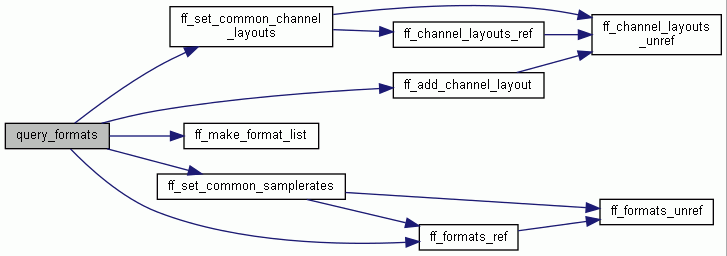 ff_set_common_channel
_layouts
ff_channel_layouts_ref
ff_channel_layouts
_unref
ff_add_channel_layout
query_formats
ff_make_format_list
ff_set_common_samplerates
ff_formats_unref
ff_formats_ref